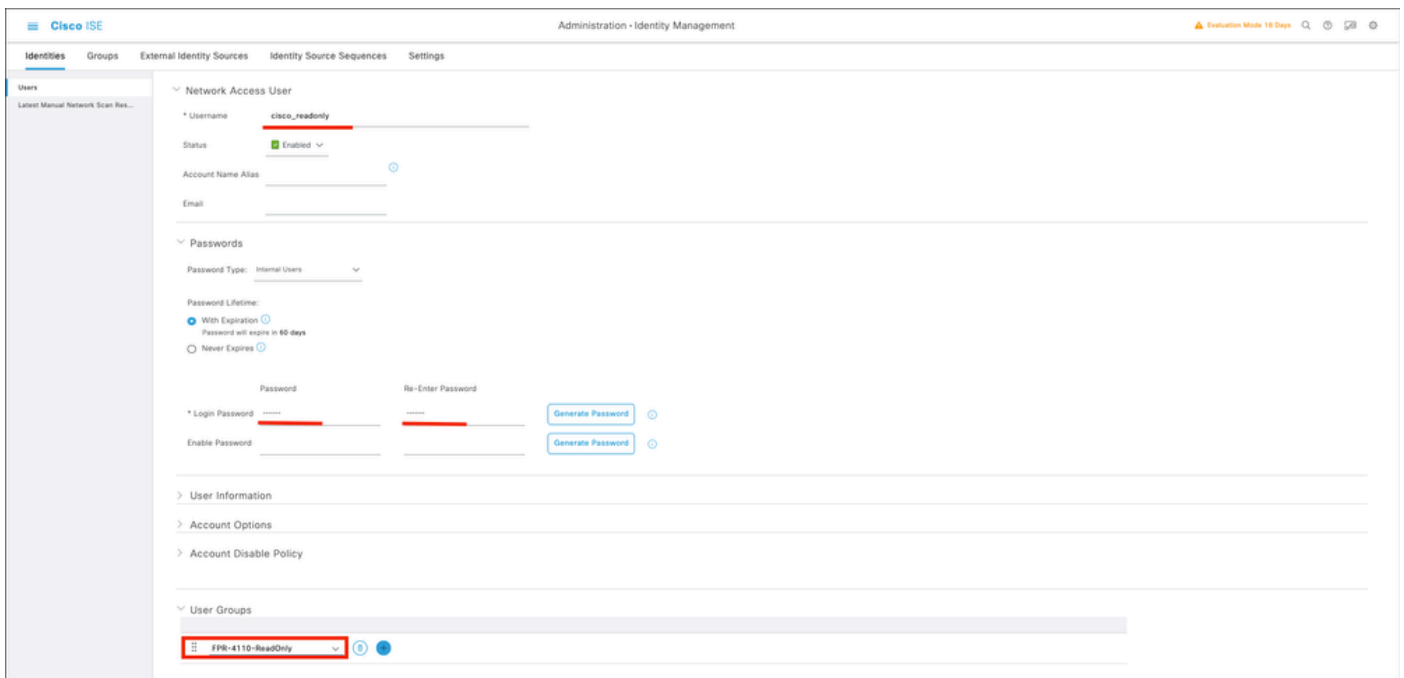 Cisco ISE
Administration · Identity Management
Evaluation Mode 18 Days
Identities Groups External Identity Sources Identity Source Sequences Settings
Users
Latest Manual Network Scan Res...
Network Access User
* Username cisco_readonly
Status Enabled
Account Name Alias
Email
Passwords
Password Type: Internal Users
Password Lifetime:
With Expiration
Password will expire in 60 days
Never Expires
Password Re-Enter Password
* Login Password ······· ······· Generate Password
Enable Password Generate Password
User Information
Account Options
Account Disable Policy
User Groups
FPR-4110-ReadOnly